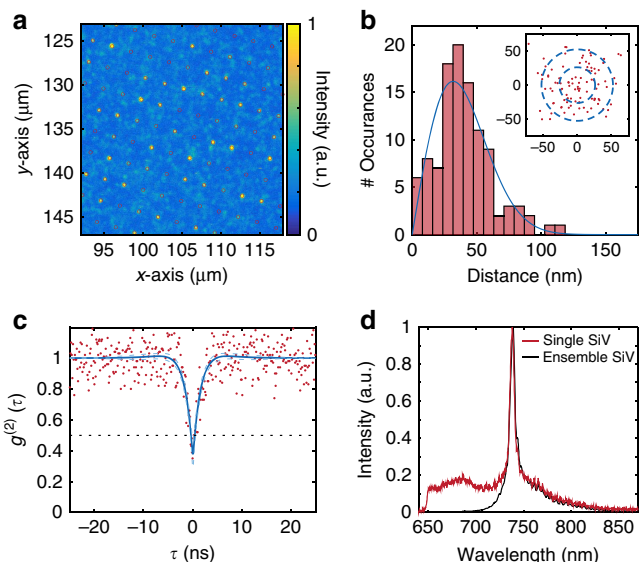 a
125
130
135
140
145
y-axis (μm)
95 100 105 110 115
x-axis (μm)
1
0
Intensity (a.u.)
b
20
15
10
5
0
# Occurances
0 50 100 150
Distance (nm)
50
0
−50
−50 0 50
c
1
0.8
0.6
0.4
0.2
0
g(2) (τ)
−20 −10 0 10 20
τ (ns)
d
1
0.8
0.6
0.4
0.2
0
Intensity (a.u.)
Single SiV
Ensemble SiV
640 700 750 800 850
Wavelength (nm)